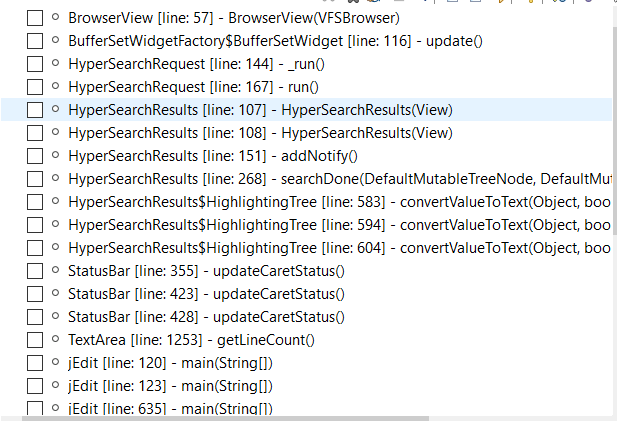 BrowserView [line: 57] - BrowserView(VFSBrowser)
BufferSetWidgetFactory$BufferSetWidget [line: 116] - update()
HyperSearchRequest [line: 144] - _run()
HyperSearchRequest [line: 167] - run()
HyperSearchResults [line: 107] - HyperSearchResults(View)
HyperSearchResults [line: 108] - HyperSearchResults(View)
HyperSearchResults [line: 151] - addNotify()
HyperSearchResults [line: 268] - searchDone(DefaultMutableTreeNode, DefaultMut
HyperSearchResults$HighlightingTree [line: 583] - convertValueToText(Object, boo
HyperSearchResults$HighlightingTree [line: 594] - convertValueToText(Object, boo
HyperSearchResults$HighlightingTree [line: 604] - convertValueToText(Object, boo
StatusBar [line: 355] - updateCaretStatus()
StatusBar [line: 423] - updateCaretStatus()
StatusBar [line: 428] - updateCaretStatus()
TextArea [line: 1253] - getLineCount()
jEdit [line: 120] - main(String[])
jEdit [line: 123] - main(String[])
jEdit [line: 635] - main(String[])